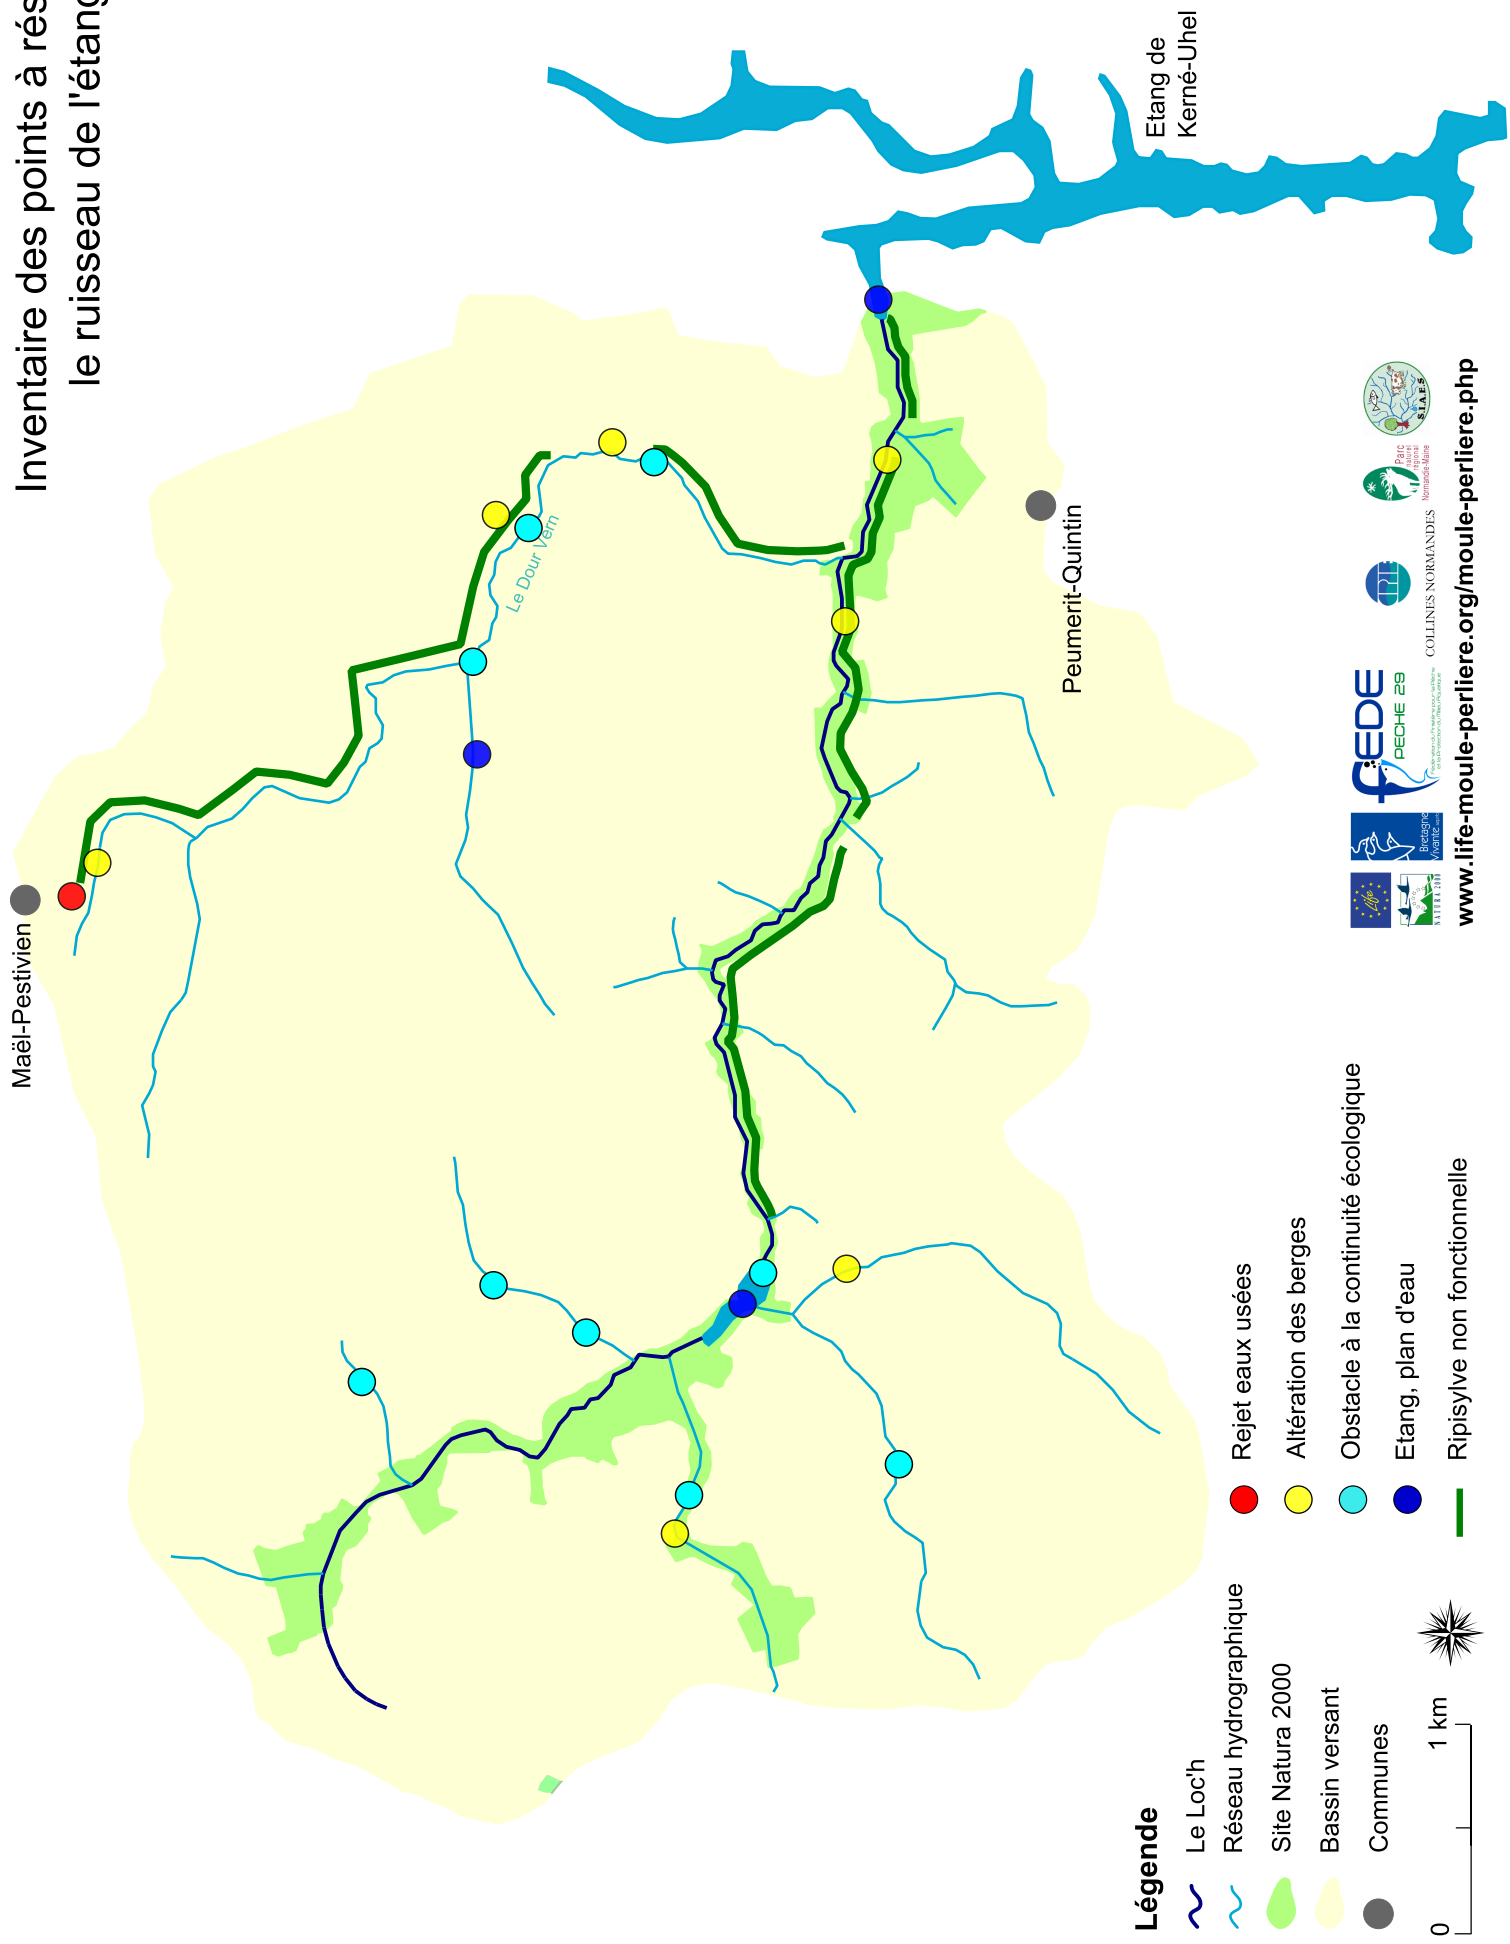 Inventaire des points à rés
le ruisseau de l'étang
Maël-Pestivien
Le Dour Vern
Peumerit-Quintin
Etang de
Kerné-Uhel
Légende
Le Loc'h
Réseau hydrographique
Site Natura 2000
Bassin versant
Communes
Rejet eaux usées
Altération des berges
Obstacle à la continuité écologique
Etang, plan d'eau
Ripisylve non fonctionnelle
0
1 km
Life
NATURA 2000
Bretagne
Vivante
FEDE
PECHE 29
COLLINES NORMANDES
Parc
naturel
régional
Normandie-Maine
S.I.A.E.S
www.life-moule-perliere.org/moule-perliere.php